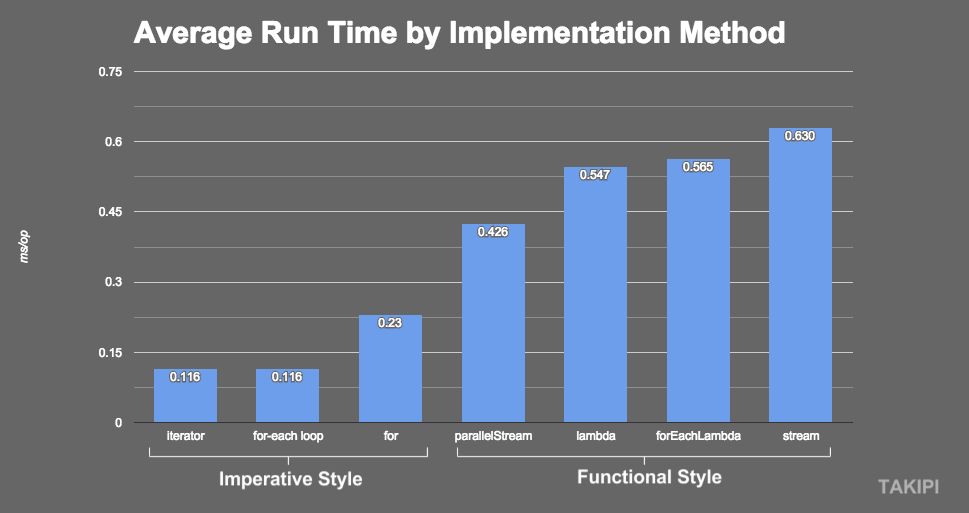 Average Run Time by Implementation Method
0.75
0.6
0.45
0.3
0.15
0
ms/op
0.116
0.116
0.23
0.426
0.547
0.565
0.630
iterator
for-each loop
for
parallelStream
lambda
forEachLambda
stream
Imperative Style
Functional Style
TAKIPI